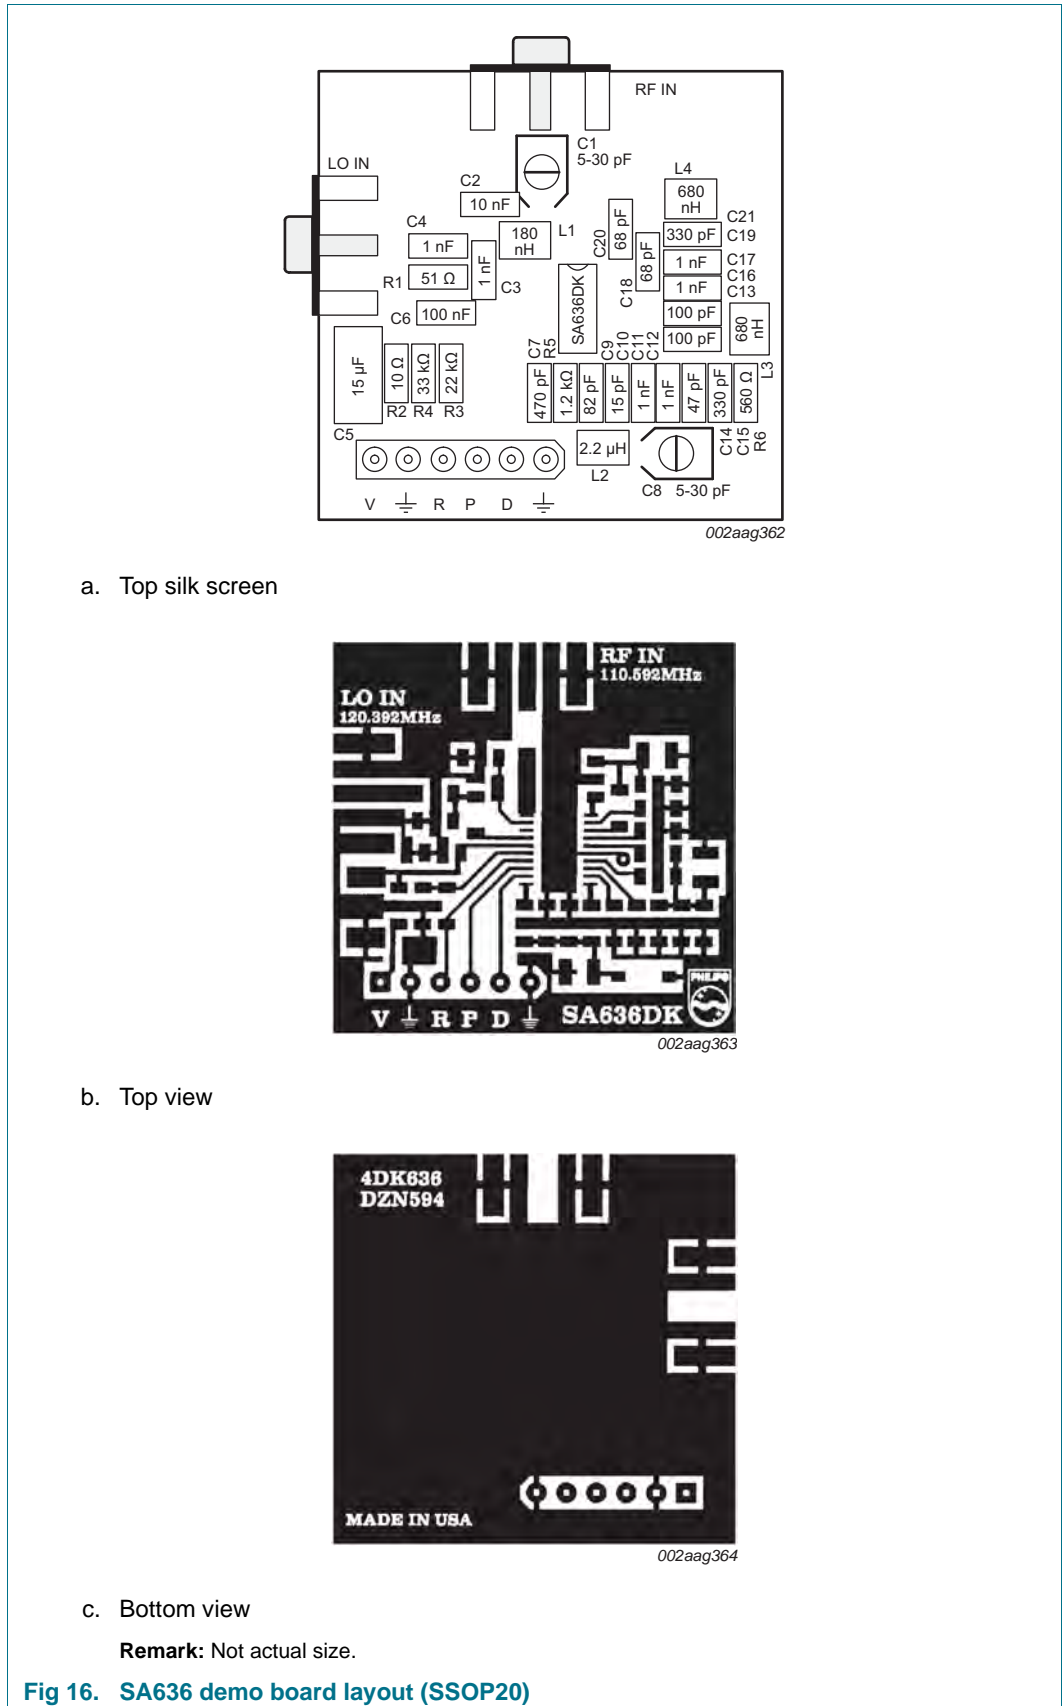 RF IN
C1
5-30 pF
LO IN
C2
10 nF
L4
680
nH
C4
1 nF
180
nH
L1
C20
68 pF
C21
330 pF
C19
68 pF
C18
1 nF
C17
C16
1 nF
C13
R1
51 Ω
1 nF
C3
SA636DK
C6
100 nF
100 pF
100 pF
680
nH
L3
15 µF
10 Ω
33 kΩ
22 kΩ
R2 R4 R3
C5
C7
R5
C9
C10
C11
C12
470 pF
1.2 kΩ
82 pF
15 pF
1 nF
1 nF
47 pF
330 pF
560 Ω
2.2 µH
L2
C14
C15
R6
C8 5-30 pF
V R P D
002aag362
a. Top silk screen
RF IN
110.592MHz
LO IN
120.392MHz
PHILIPS
V R P D SA636DK
002aag363
b. Top view
4DK636
DZN594
MADE IN USA
002aag364
c. Bottom view
Remark: Not actual size.
Fig 16. SA636 demo board layout (SSOP20)